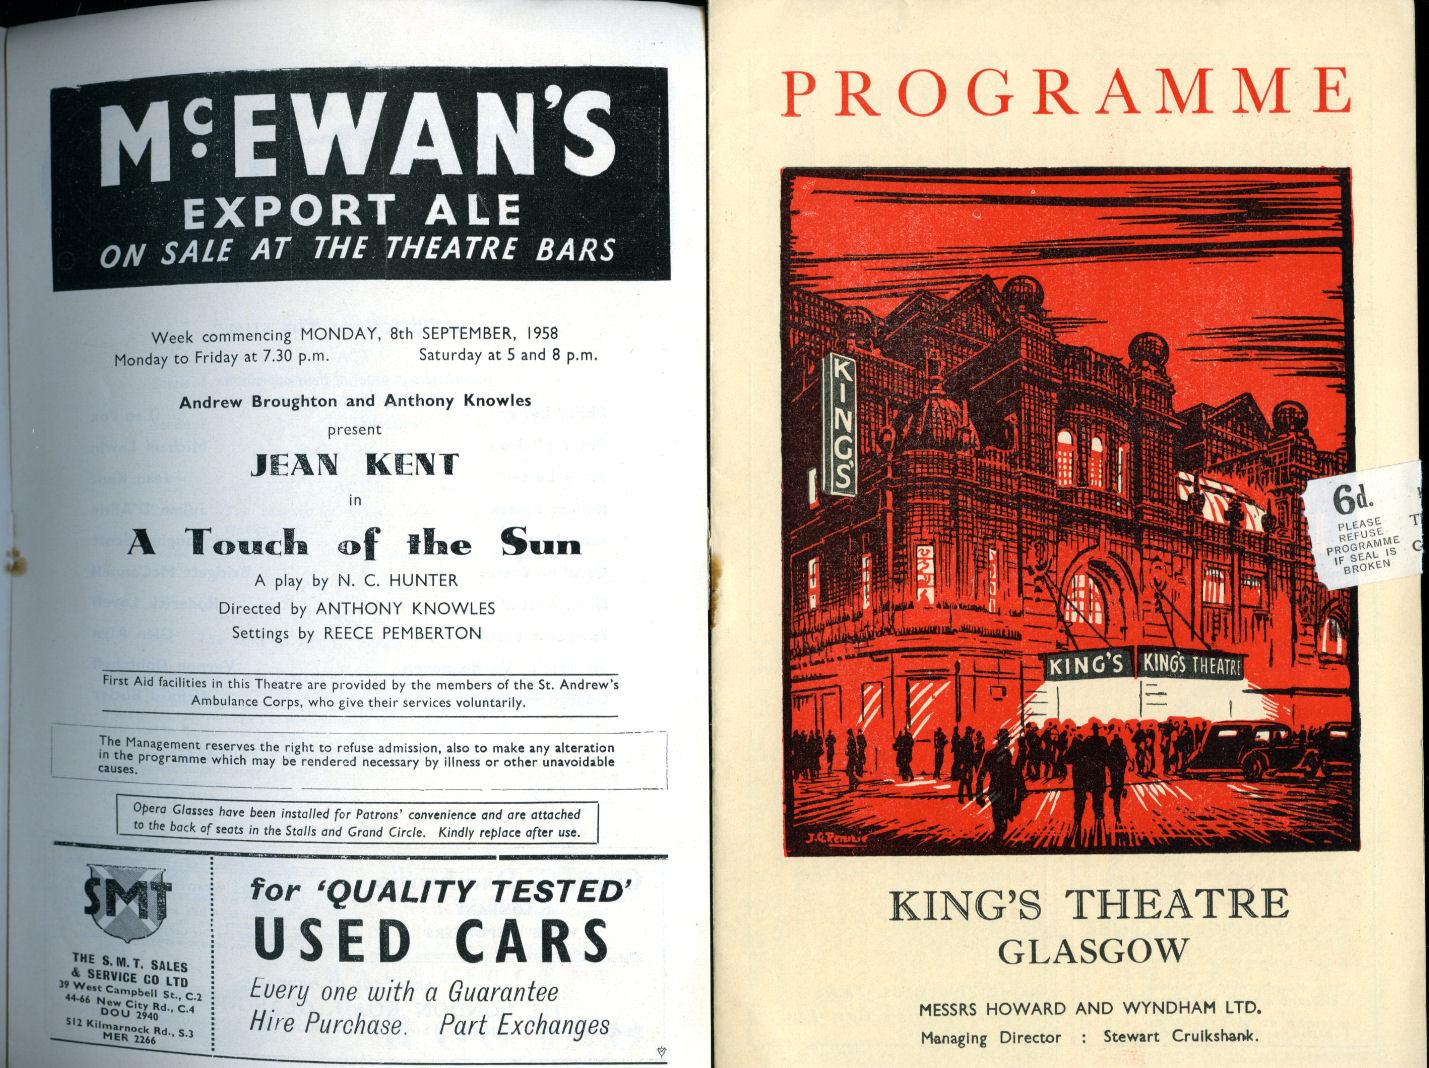 McEWAN'S
EXPORT ALE
ON SALE AT THE THEATRE BARS
Week commencing MONDAY, 8th SEPTEMBER, 1958
Monday to Friday at 7.30 p.m. Saturday at 5 and 8 p.m.
Andrew Broughton and Anthony Knowles
present
JEAN KENT
in
A Touch of the Sun
A play by N. C. HUNTER
Directed by ANTHONY KNOWLES
Settings by REECE PEMBERTON
First Aid facilities in this Theatre are provided by the members of the St. Andrew's
Ambulance Corps, who give their services voluntarily.
The Management reserves the right to refuse admission, also to make any alteration
in the programme which may be rendered necessary by illness or other unavoidable
causes.
Opera Glasses have been installed for Patrons' convenience and are attached
to the back of seats in the Stalls and Grand Circle. Kindly replace after use.
SMT
THE S.M.T. SALES
& SERVICE CO LTD
39 West Campbell St., C.2
44-66 New City Rd., C.4
DOU 2940
512 Kilmarnock Rd., S.3
MER 2266
for 'QUALITY TESTED'
USED CARS
Every one with a Guarantee
Hire Purchase. Part Exchanges
PROGRAMME
KING'S
KING'S KING'S THEATRE
J.G. Rennie
6d.
PLEASE
REFUSE
PROGRAMME
IF SEAL IS
BROKEN
KING'S THEATRE
GLASGOW
MESSRS HOWARD AND WYNDHAM LTD.
Managing Director : Stewart Cruikshank.